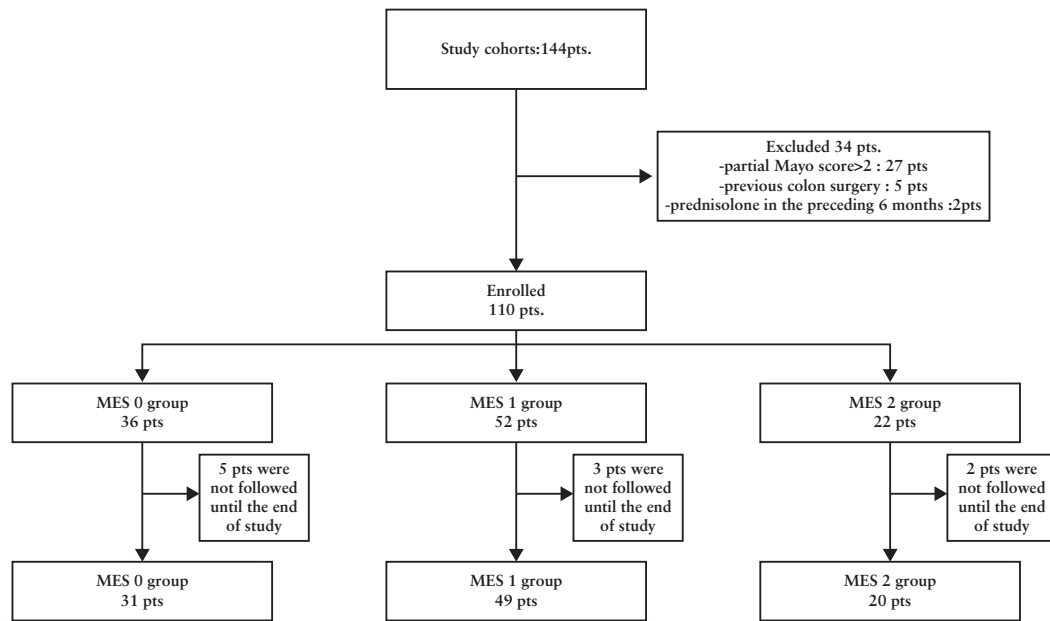 Study cohorts:144pts.
Excluded 34 pts.
-partial Mayo score>2 : 27 pts
-previous colon surgery : 5 pts
-prednisolone in the preceding 6 months :2pts
Enrolled
110 pts.
MES 0 group
36 pts
MES 1 group
52 pts
MES 2 group
22 pts
5 pts were
not followed
until the end
of study
3 pts were
not followed
until the end
of study
2 pts were
not followed
until the end
of study
MES 0 group
31 pts
MES 1 group
49 pts
MES 2 group
20 pts